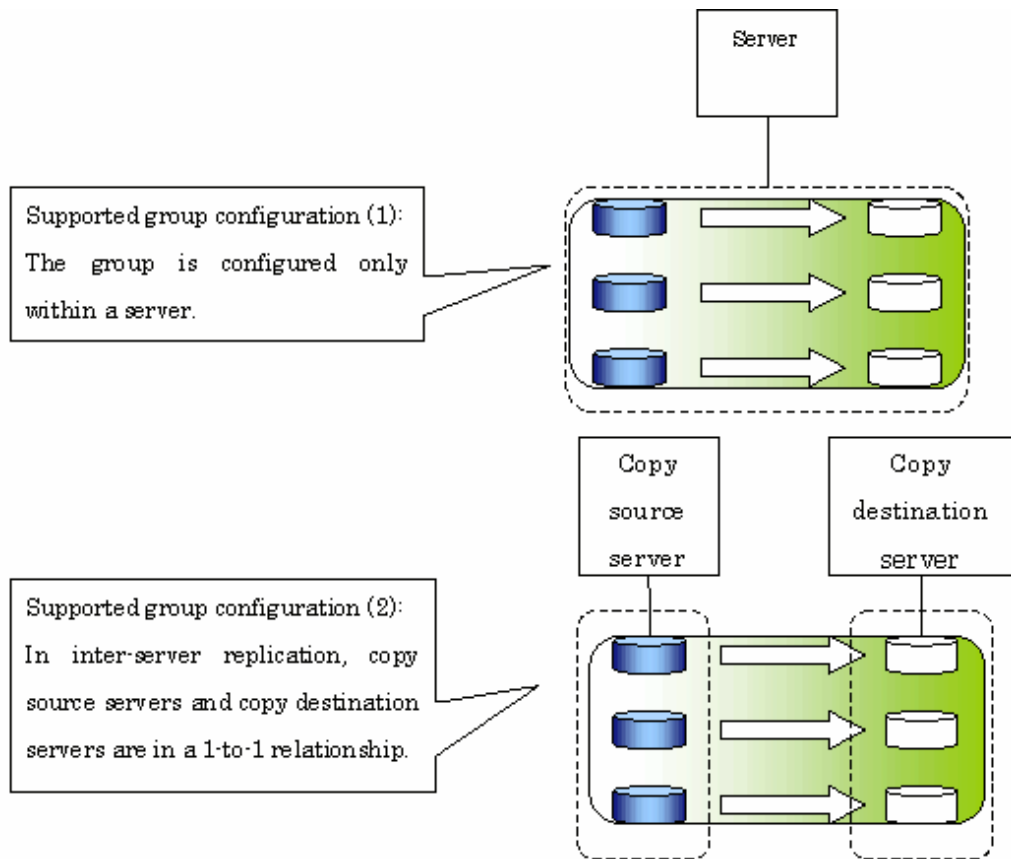 Server
Supported group configuration (1):
The group is configured only
within a server.
Copy
source
server
Copy
destination
server
Supported group configuration (2):
In inter-server replication, copy
source servers and copy destination
servers are in a 1-to-1 relationship.